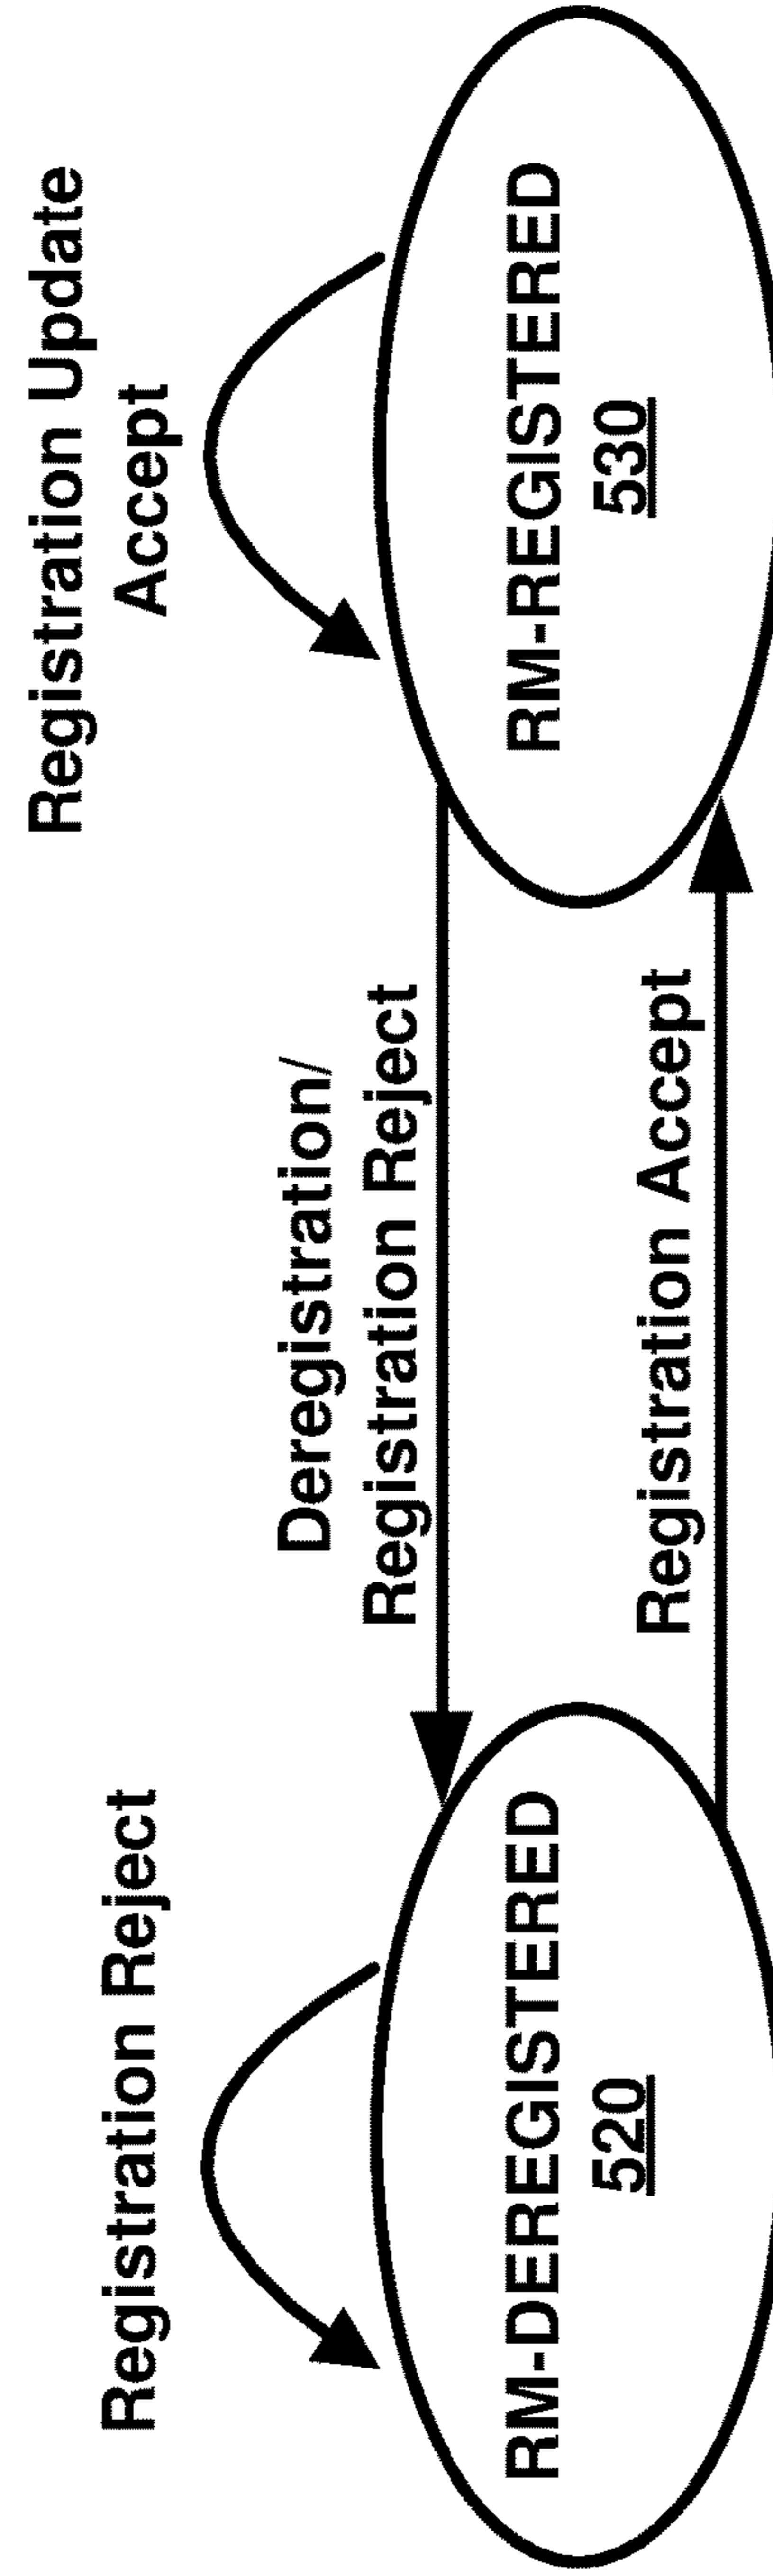 Registration Reject
RM-DEREGISTERED
520
Deregistration/
Registration Reject
Registration Accept
Registration Update
Accept
RM-REGISTERED
530